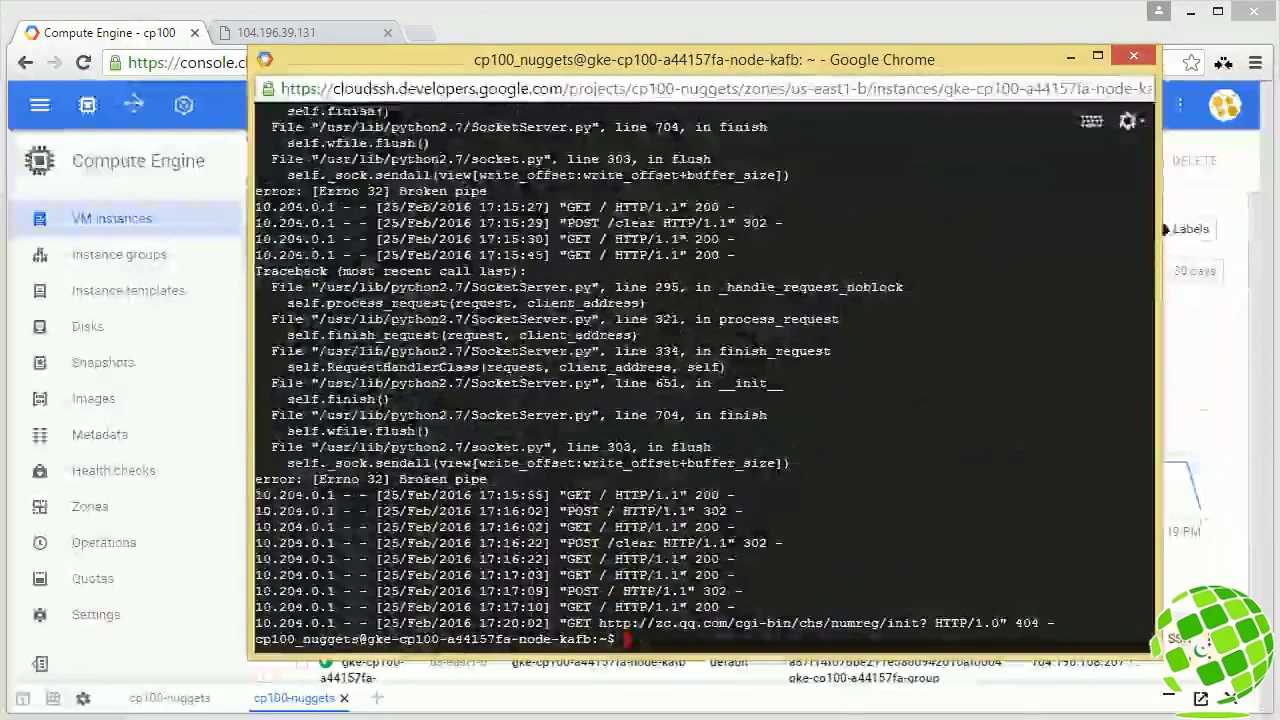 Compute Engine - cp100
104.196.39.131
https://console.c
cp100_nuggets@gke-cp100-a44157fa-node-kafb: ~ - Google Chrome
https://cloudssh.developers.google.com/projects/cp100-nuggets/zones/us-east1-b/instances/gke-cp100-a44157fa-node-ka
Compute Engine
VM instances
Instance groups
Instance templates
Disks
Snapshots
Images
Metadata
Health checks
Zones
Operations
Quotas
Settings
self.finish()
File "/usr/lib/python2.7/SocketServer.py", line 704, in finish
self.wfile.flush()
File "/usr/lib/python2.7/socket.py", line 303, in flush
self._sock.sendall(view[write_offset:write_offset+buffer_size])
error: [Errno 32] Broken pipe
10.204.0.1 - - [25/Feb/2016 17:15:27] "GET / HTTP/1.1" 200 -
10.204.0.1 - - [25/Feb/2016 17:15:29] "POST /clear HTTP/1.1" 302 -
10.204.0.1 - - [25/Feb/2016 17:15:30] "GET / HTTP/1.1" 200 -
10.204.0.1 - - [25/Feb/2016 17:15:45] "GET / HTTP/1.1" 200 -
Traceback (most recent call last):
File "/usr/lib/python2.7/SocketServer.py", line 295, in _handle_request_noblock
self.process_request(request, client_address)
File "/usr/lib/python2.7/SocketServer.py", line 321, in process_request
self.finish_request(request, client_address)
File "/usr/lib/python2.7/SocketServer.py", line 334, in finish_request
self.RequestHandlerClass(request, client_address, self)
File "/usr/lib/python2.7/SocketServer.py", line 651, in __init__
self.finish()
File "/usr/lib/python2.7/SocketServer.py", line 704, in finish
self.wfile.flush()
File "/usr/lib/python2.7/socket.py", line 303, in flush
self._sock.sendall(view[write_offset:write_offset+buffer_size])
error: [Errno 32] Broken pipe
10.204.0.1 - - [25/Feb/2016 17:15:55] "GET / HTTP/1.1" 200 -
10.204.0.1 - - [25/Feb/2016 17:16:02] "POST / HTTP/1.1" 302 -
10.204.0.1 - - [25/Feb/2016 17:16:02] "GET / HTTP/1.1" 200 -
10.204.0.1 - - [25/Feb/2016 17:16:22] "POST /clear HTTP/1.1" 302 -
10.204.0.1 - - [25/Feb/2016 17:16:22] "GET / HTTP/1.1" 200 -
10.204.0.1 - - [25/Feb/2016 17:17:03] "GET / HTTP/1.1" 200 -
10.204.0.1 - - [25/Feb/2016 17:17:09] "POST / HTTP/1.1" 302 -
10.204.0.1 - - [25/Feb/2016 17:17:10] "GET / HTTP/1.1" 200 -
10.204.0.1 - - [25/Feb/2016 17:20:02] "GET http://zc.qq.com/cgi-bin/chs/numreg/init? HTTP/1.0" 404 -
cp100_nuggets@gke-cp100-a44157fa-node-kafb:~$
DELETE
Labels
30 days
19 PM
SSH
gke-cp100-
a44157fa-
us-east1-b
gke-cp100-a44157fa-node-kafb
default
gke-cp100-a44157fa-group
cp100-nuggets
cp100-nuggets